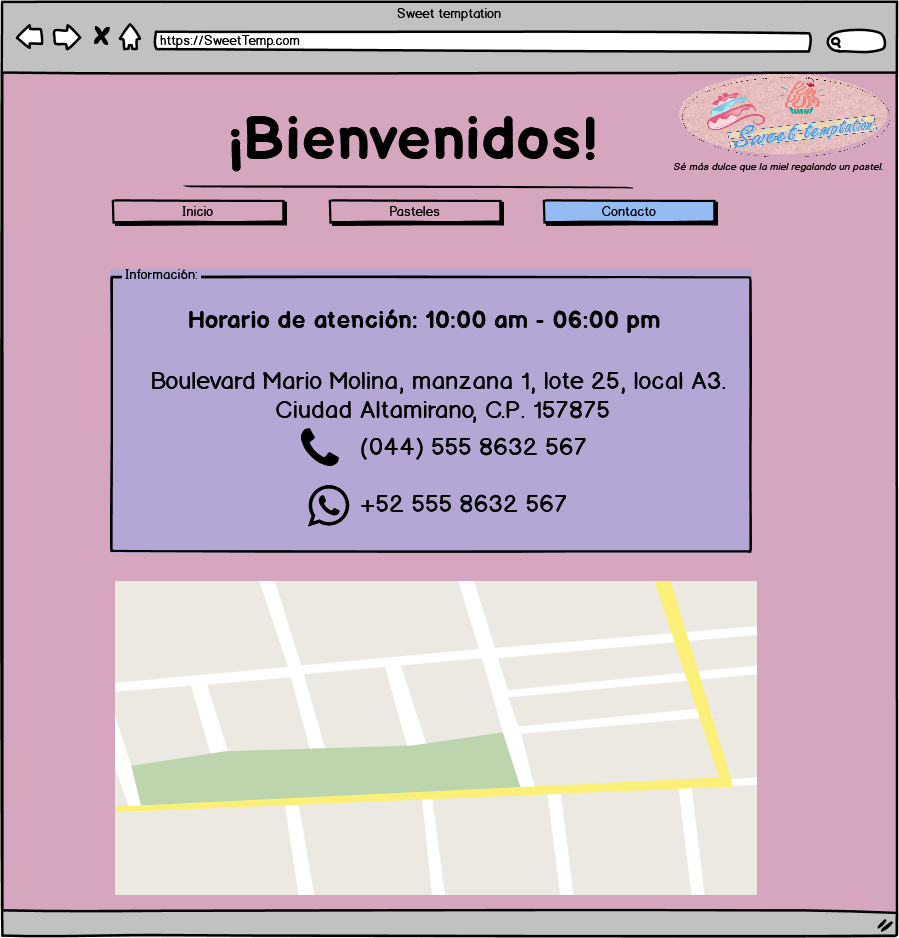 Sweet temptation
https://SweetTemp.com
Sweet temptation
¡Bienvenidos!
Sé más dulce que la miel regalando un pastel.
Inicio
Pasteles
Contacto
Información:
Horario de atención: 10:00 am - 06:00 pm
Boulevard Mario Molina, manzana 1, lote 25, local A3.
Ciudad Altamirano, C.P. 157875
(044) 555 8632 567
+52 555 8632 567